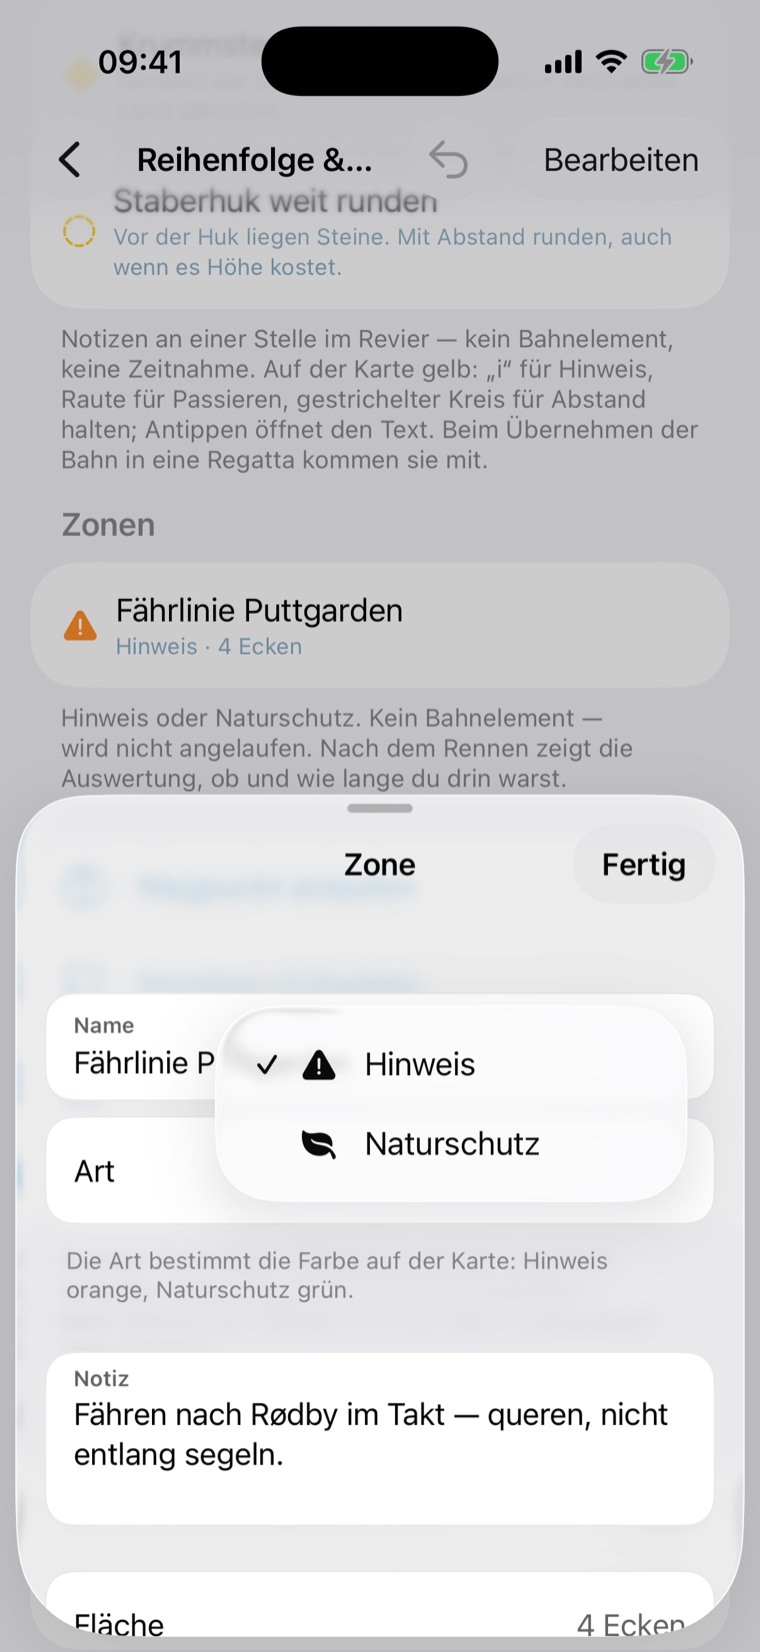 09:41
Reihenfolge &...
Bearbeiten
Staberhuk weit runden
Vor der Huk liegen Steine. Mit Abstand runden, auch
wenn es Höhe kostet.
Notizen an einer Stelle im Revier — kein Bahnelement,
keine Zeitnahme. Auf der Karte gelb: „i“ für Hinweis,
Raute für Passieren, gestrichelter Kreis für Abstand
halten; Antippen öffnet den Text. Beim Übernehmen der
Bahn in eine Regatta kommen sie mit.
Zonen
Fährlinie Puttgarden
Hinweis · 4 Ecken
Hinweis oder Naturschutz. Kein Bahnelement —
wird nicht angelaufen. Nach dem Rennen zeigt die
Auswertung, ob und wie lange du drin warst.
Zone
Fertig
Name
Fährlinie P
Hinweis
Naturschutz
Art
Die Art bestimmt die Farbe auf der Karte: Hinweis
orange, Naturschutz grün.
Notiz
Fähren nach Rødby im Takt — queren, nicht
entlang segeln.
Fläche
4 Ecken